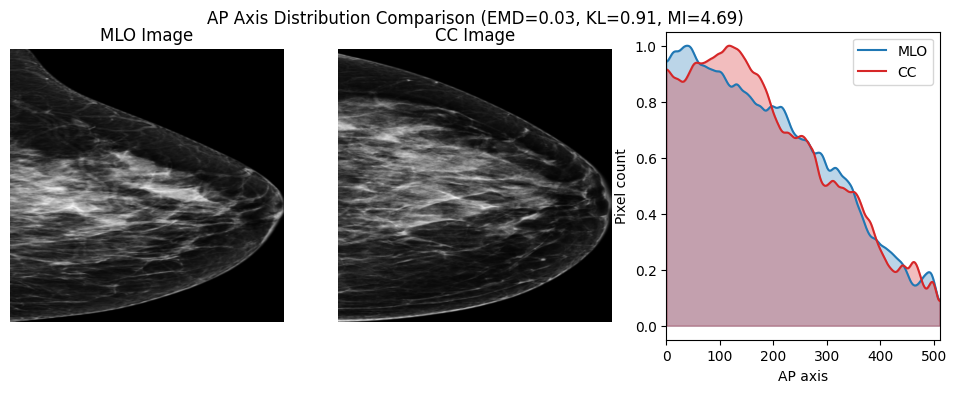 AP Axis Distribution Comparison (EMD=0.03, KL=0.91, MI=4.69)
MLO Image
CC Image
MLO
CC
Pixel count
1.0
0.8
0.6
0.4
0.2
0.0
0 100 200 300 400 500
AP axis